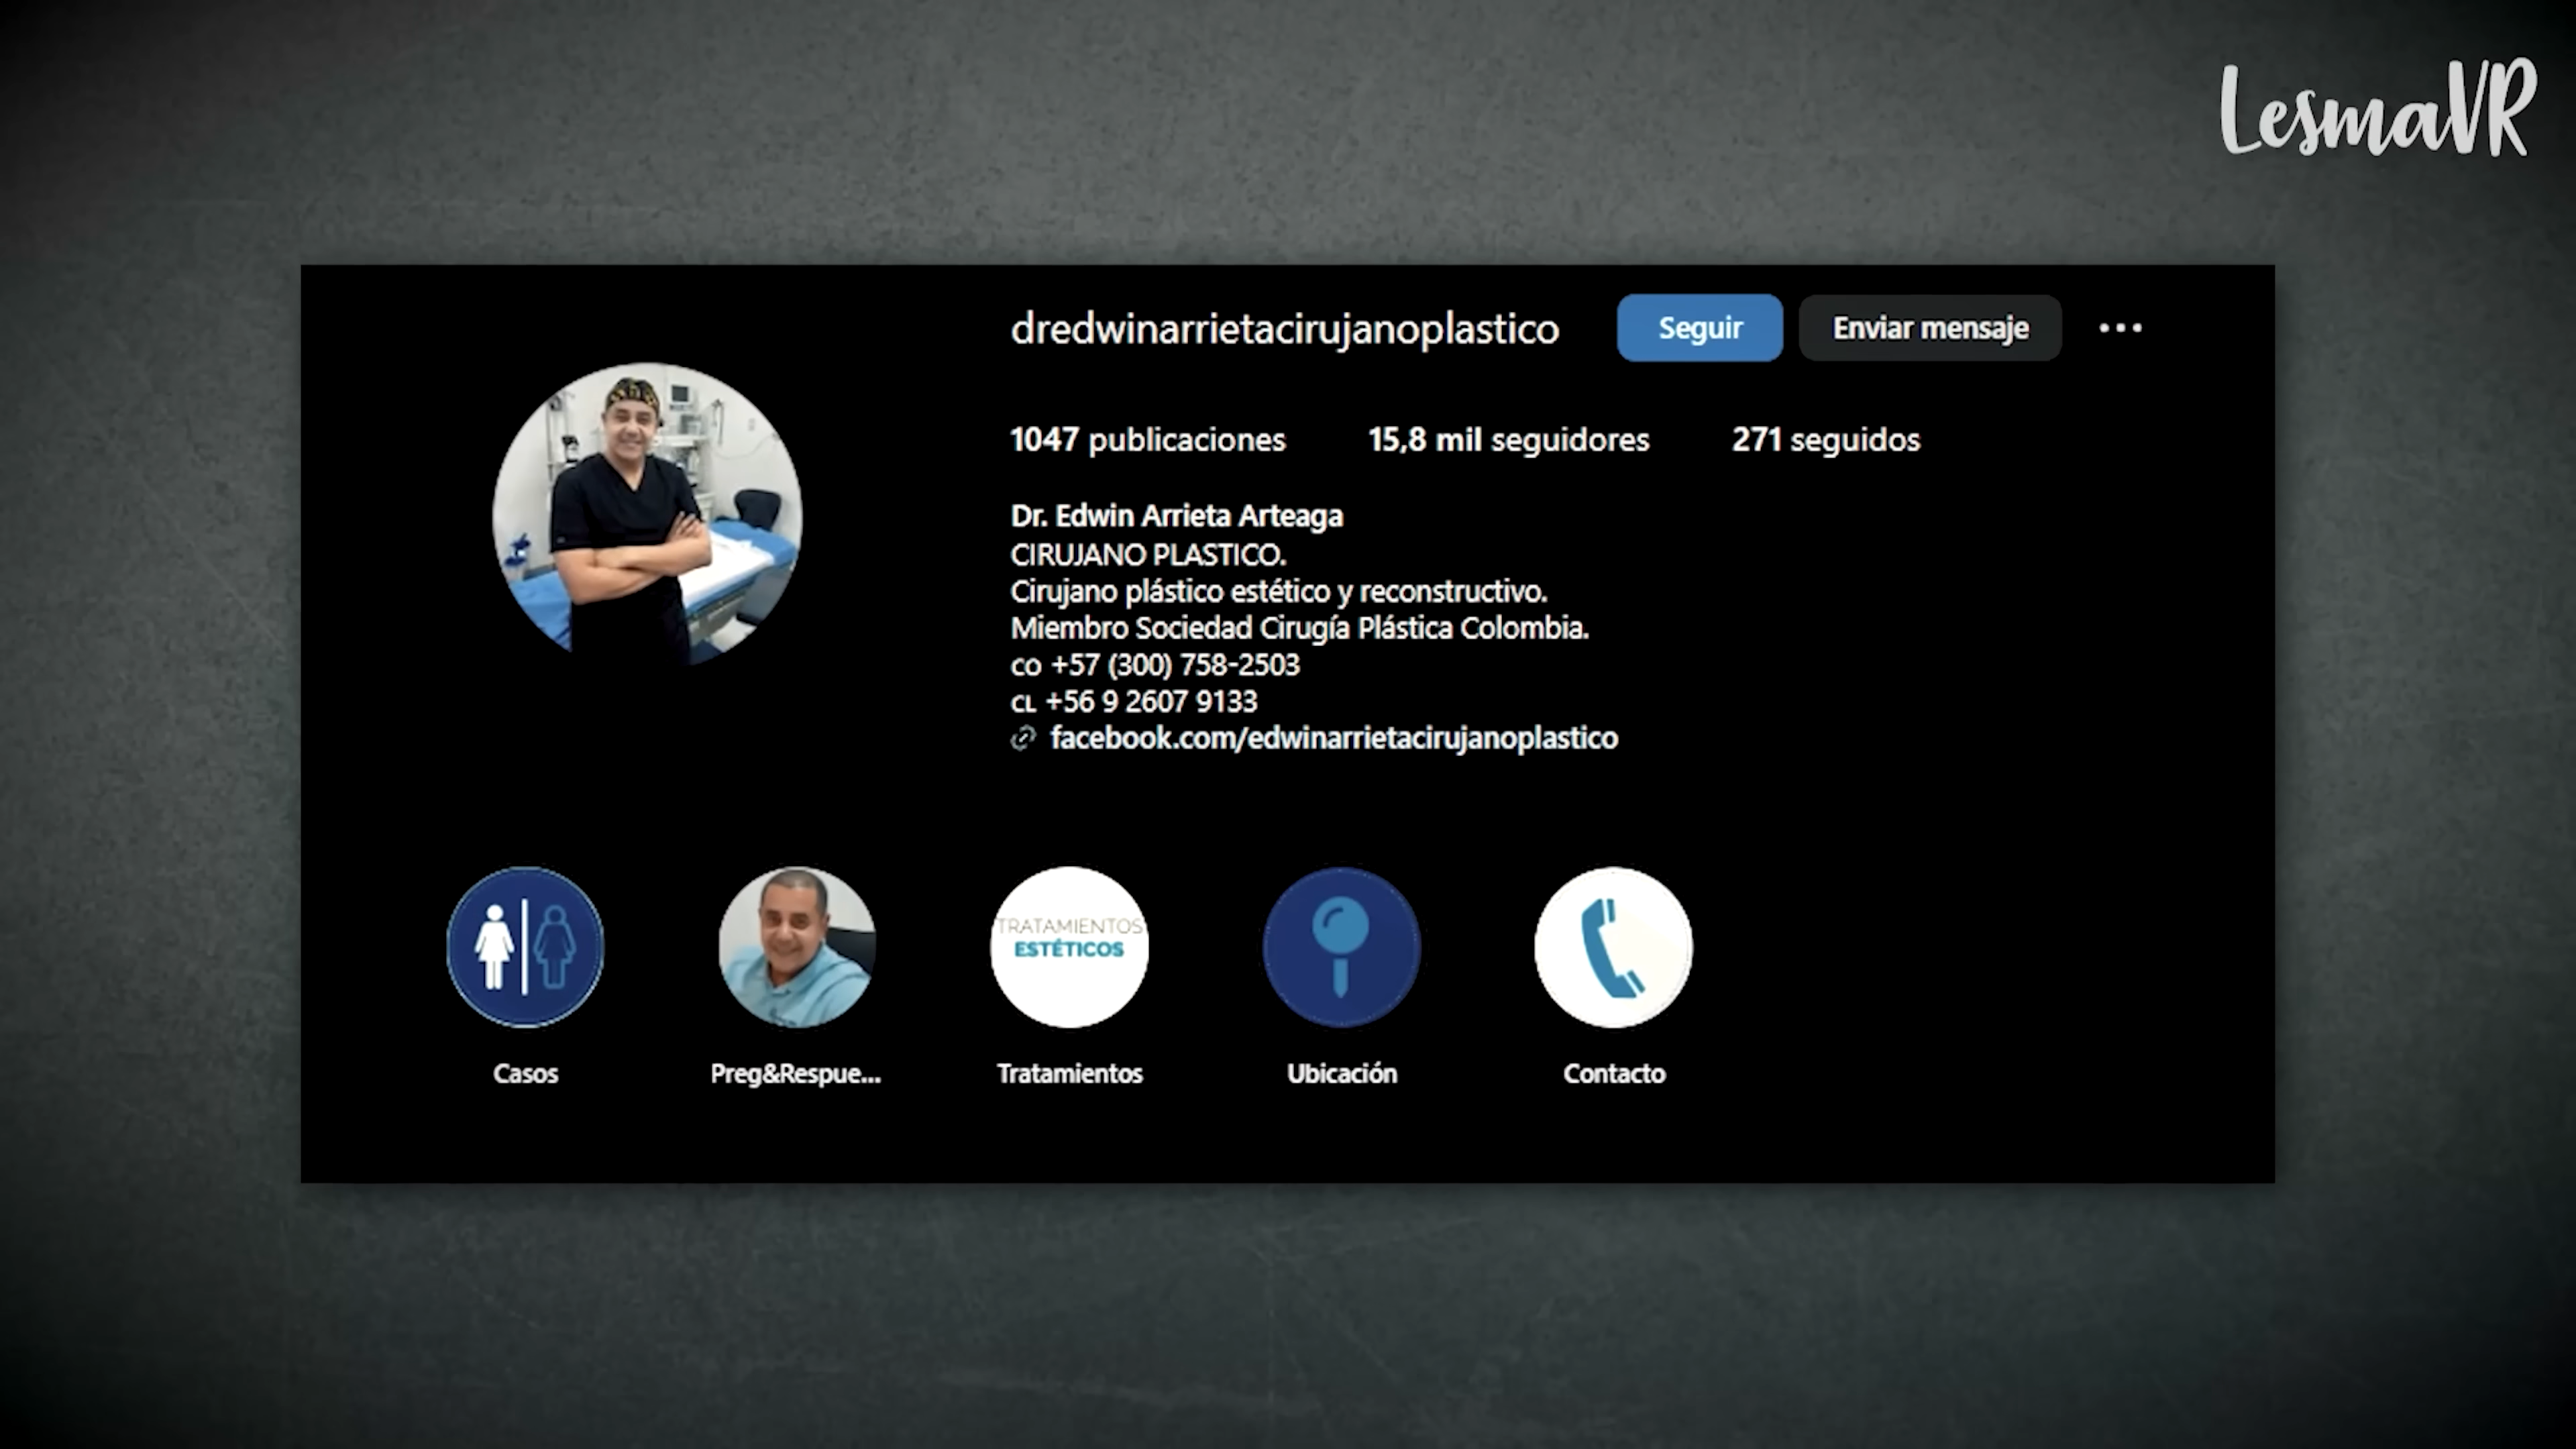 LesmaVR
dredwinarrietacirujanoplastico
Seguir
Enviar mensaje
1047 publicaciones
15,8 mil seguidores
271 seguidos
Dr. Edwin Arrieta Arteaga
CIRUJANO PLASTICO.
Cirujano plástico estético y reconstructivo.
Miembro Sociedad Cirugía Plástica Colombia.
CO +57 (300) 758-2503
CL +56 9 2607 9133
facebook.com/edwinarrietacirujanoplastico
TRATAMIENTOS
ESTÉTICOS
Casos
Preg&Respue...
Tratamientos
Ubicación
Contacto